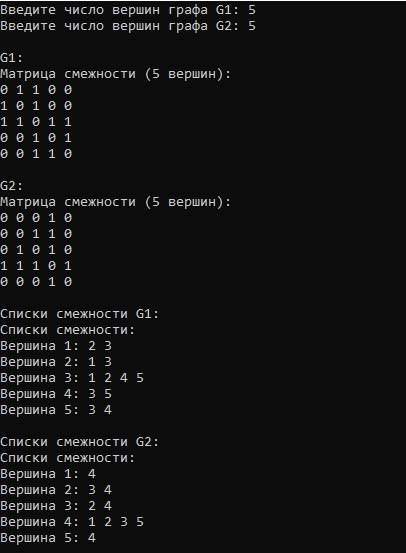 Введите число вершин графа G1: 5
Введите число вершин графа G2: 5
G1:
Матрица смежности (5 вершин):
0 1 1 0 0
1 0 1 0 0
1 1 0 1 1
0 0 1 0 1
0 0 1 1 0
G2:
Матрица смежности (5 вершин):
0 0 0 1 0
0 0 1 1 0
0 1 0 1 0
1 1 1 0 1
0 0 0 1 0
Списки смежности G1:
Списки смежности:
Вершина 1: 2 3
Вершина 2: 1 3
Вершина 3: 1 2 4 5
Вершина 4: 3 5
Вершина 5: 3 4
Списки смежности G2:
Списки смежности:
Вершина 1: 4
Вершина 2: 3 4
Вершина 3: 2 4
Вершина 4: 1 2 3 5
Вершина 5: 4